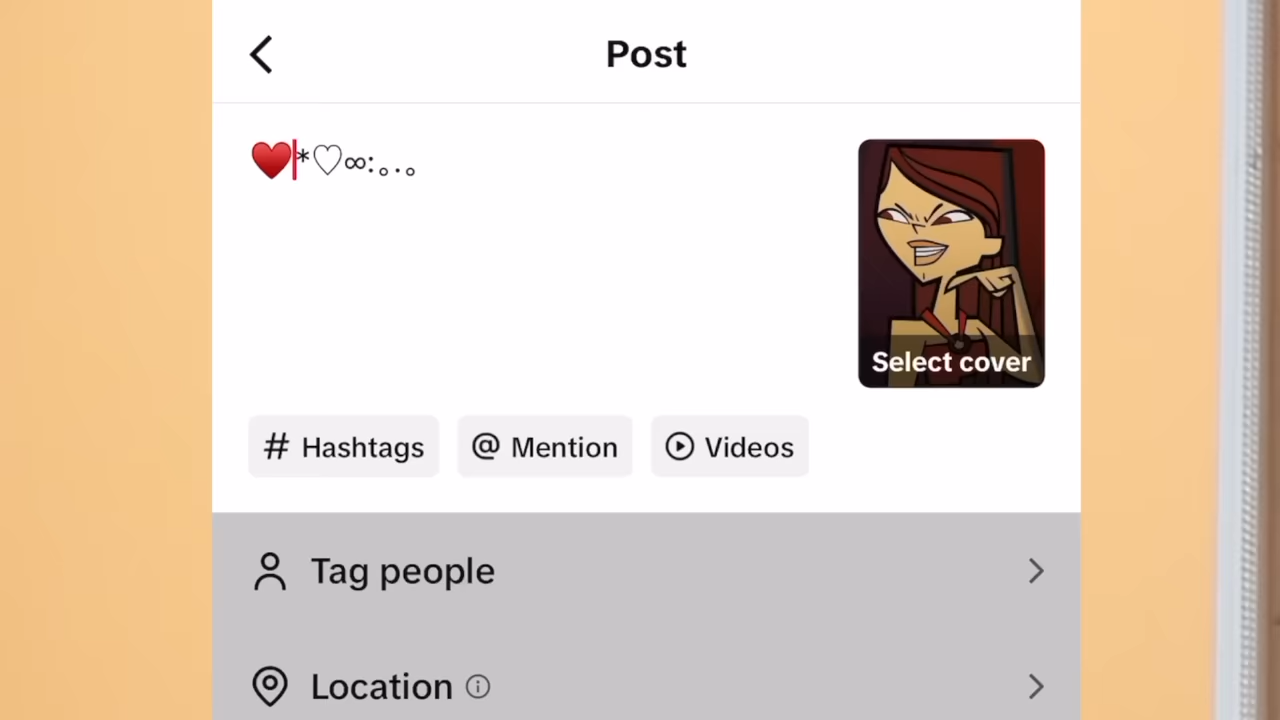 Post
❤️*♡∞:｡.｡
Select cover
# Hashtags
@ Mention
Videos
Tag people
Location